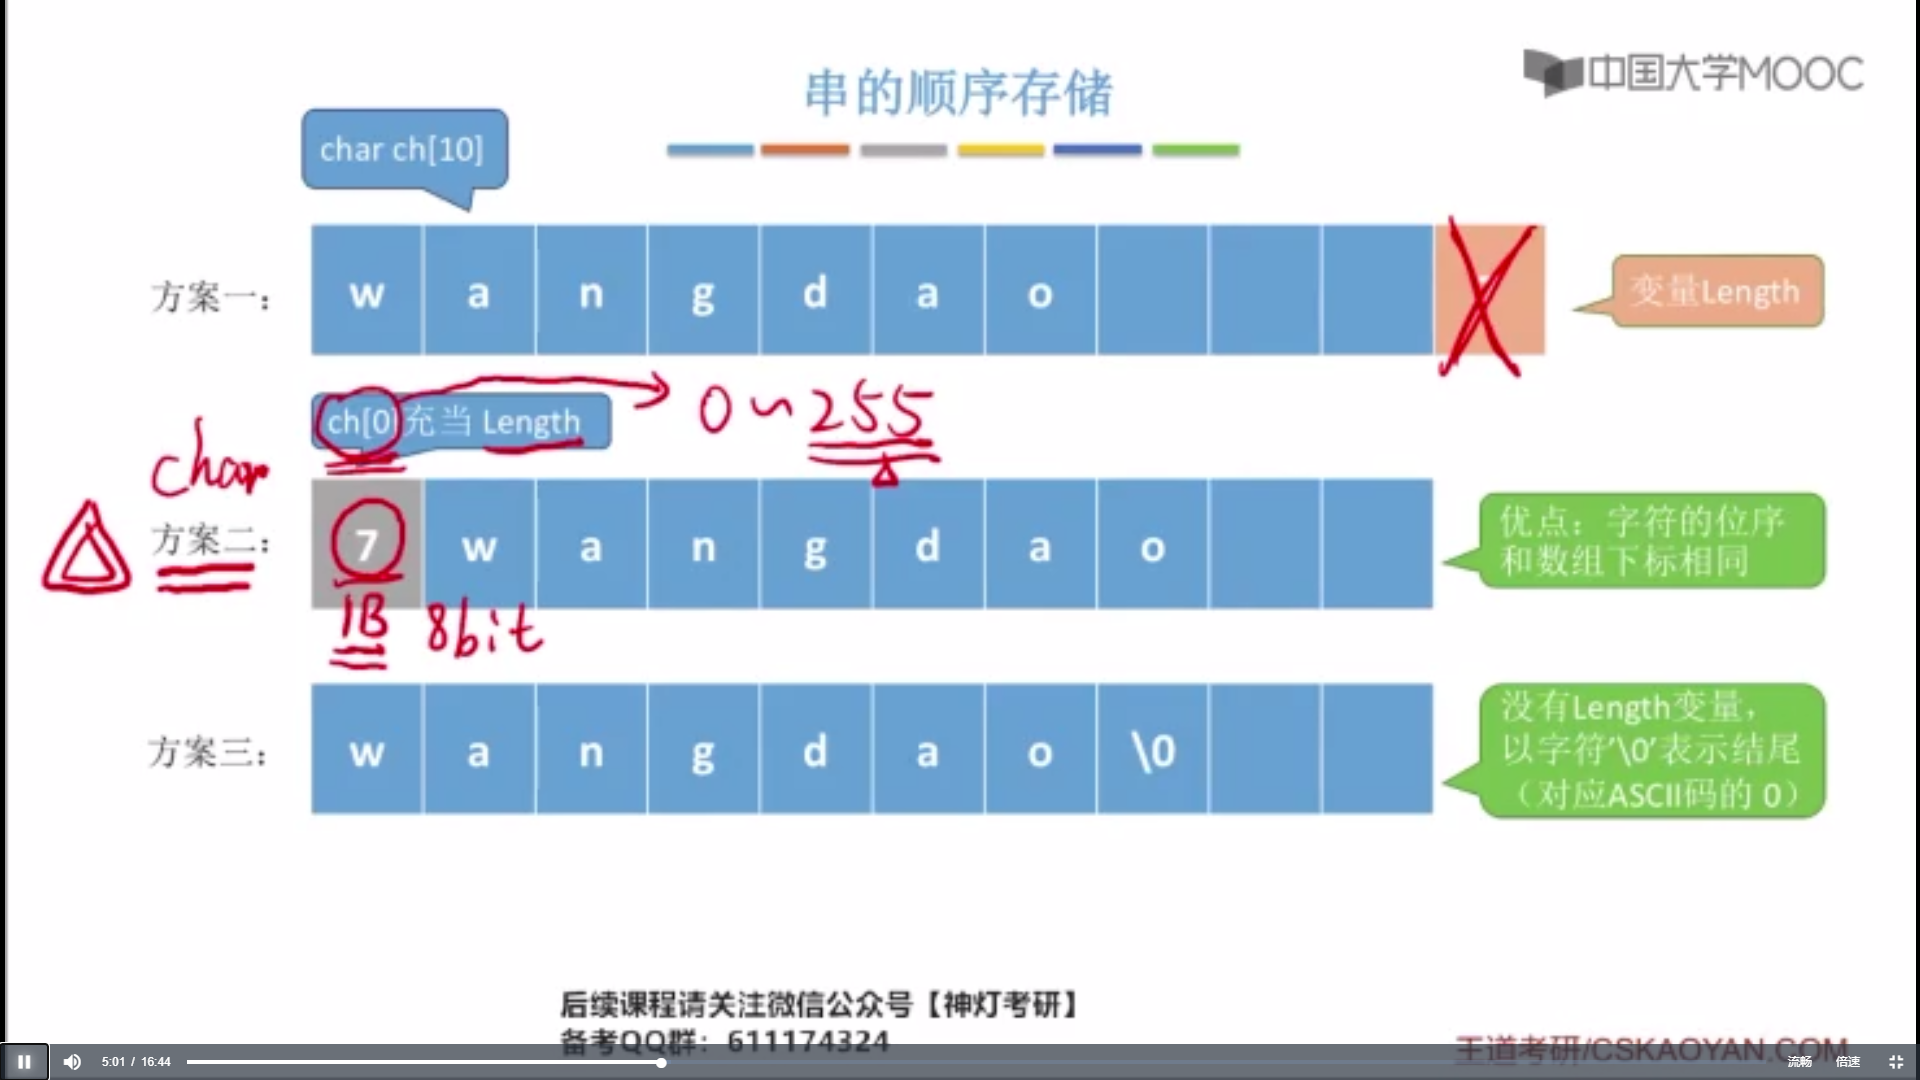 中国大学MOOC
串的顺序存储
char ch[10]
方案一：
w a n g d a o
变量Length
ch[0]充当 Length
0~255
char
方案二：
7 w a n g d a o
优点：字符的位序
和数组下标相同
1B 8bit
方案三：
w a n g d a o \0
没有Length变量，
以字符'\0'表示结尾
（对应ASCII码的 0）
后续课程请关注微信公众号【神灯考研】
备考QQ群：611174324
王道考研/CSKAOYAN.COM
5:01 / 16:44
流畅 倍速